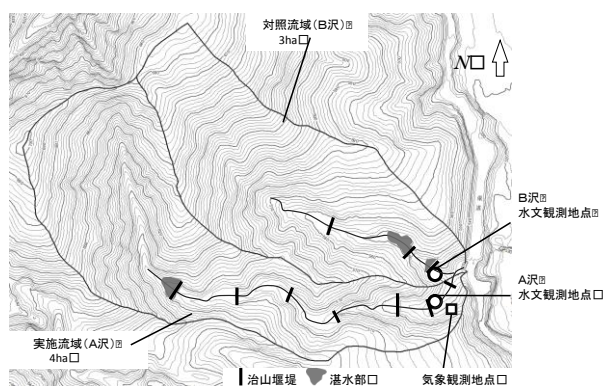 対照流域(B沢)
3ha
N
B沢
水文観測地点
A沢
水文観測地点
実施流域(A沢)
4ha
治山堰堤
湛水部
気象観測地点